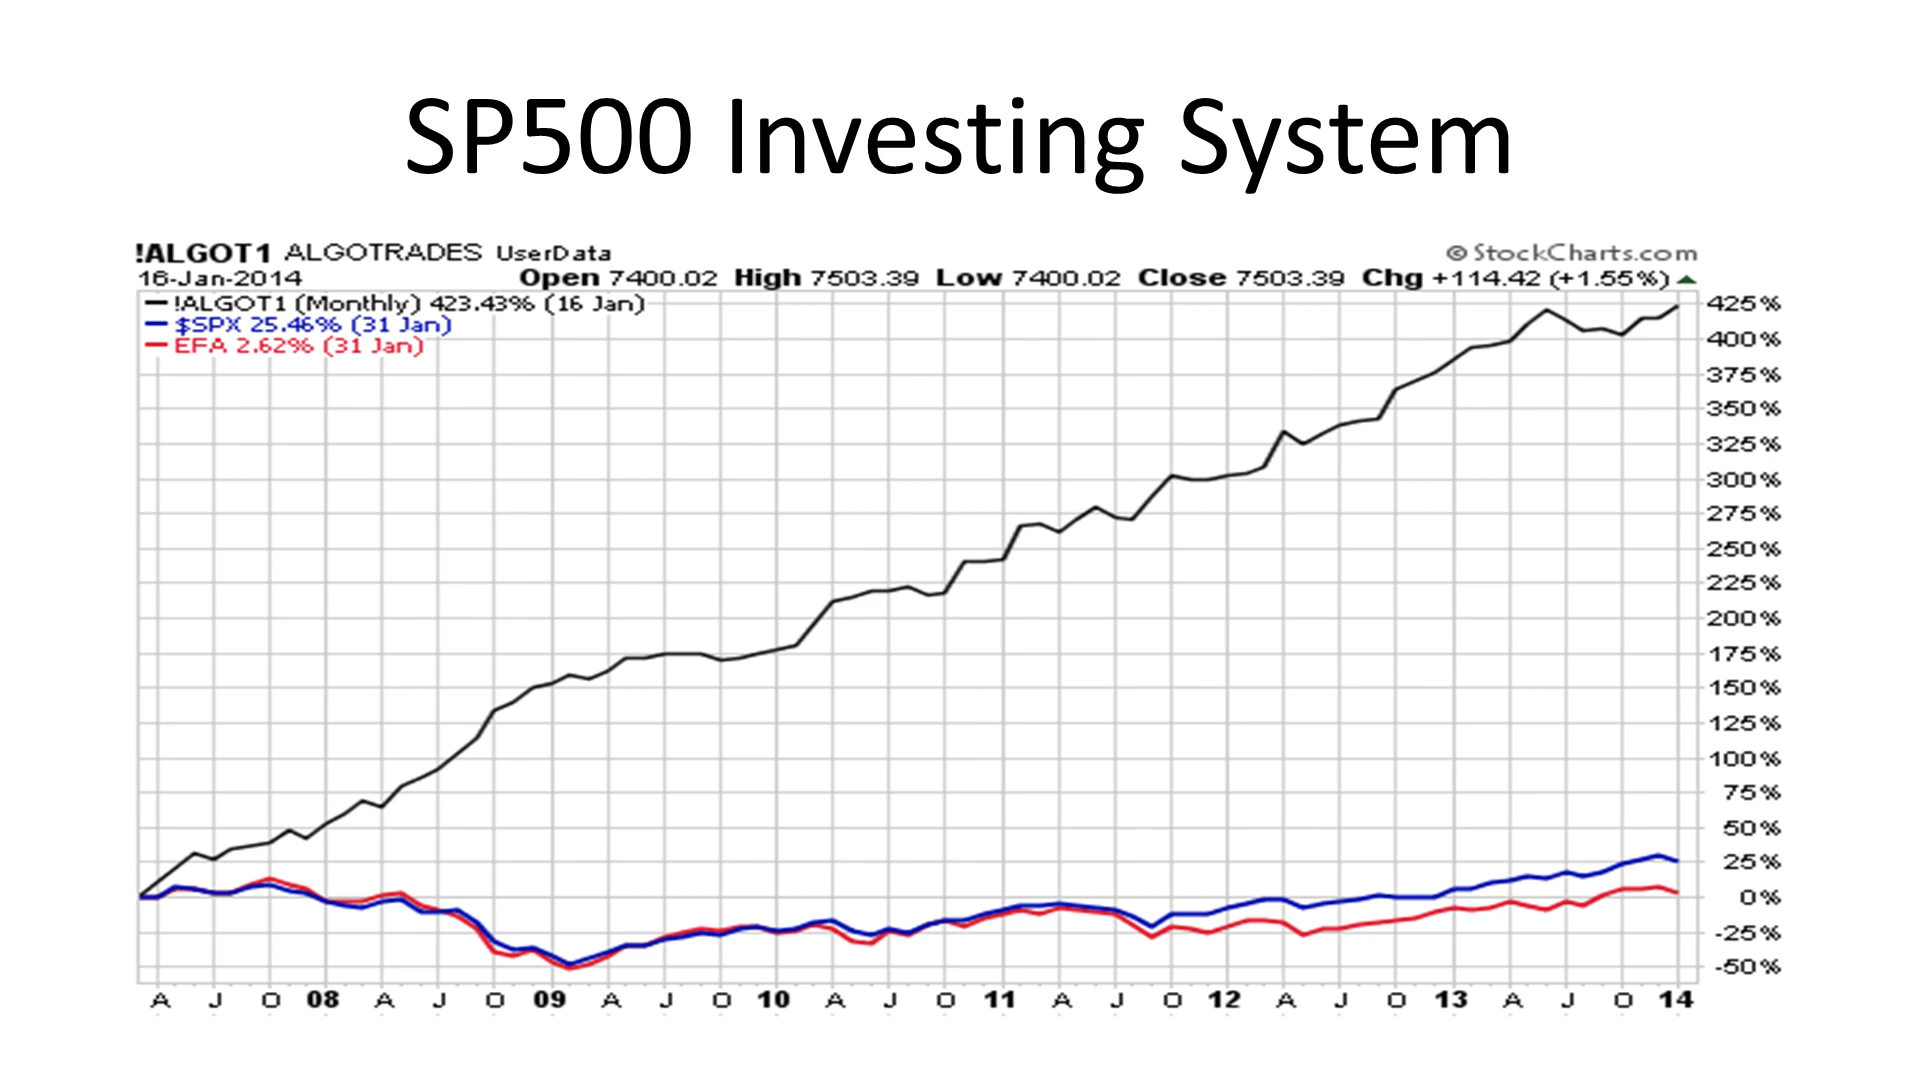 SP500 Investing System
!ALGOT1 ALGOTRADES UserData © StockCharts.com
16-Jan-2014 Open 7400.02 High 7503.39 Low 7400.02 Close 7503.39 Chg +114.42 (+1.55%)
!ALGOT1 (Monthly) 423.43% (16 Jan)
$SPX 25.46% (31 Jan)
EFA 2.62% (31 Jan)
425%
400%
375%
350%
325%
300%
275%
250%
225%
200%
175%
150%
125%
100%
75%
50%
25%
0%
-25%
-50%
A J O 08 A J O 09 A J O 10 A J O 11 A J O 12 A J O 13 A J O 14